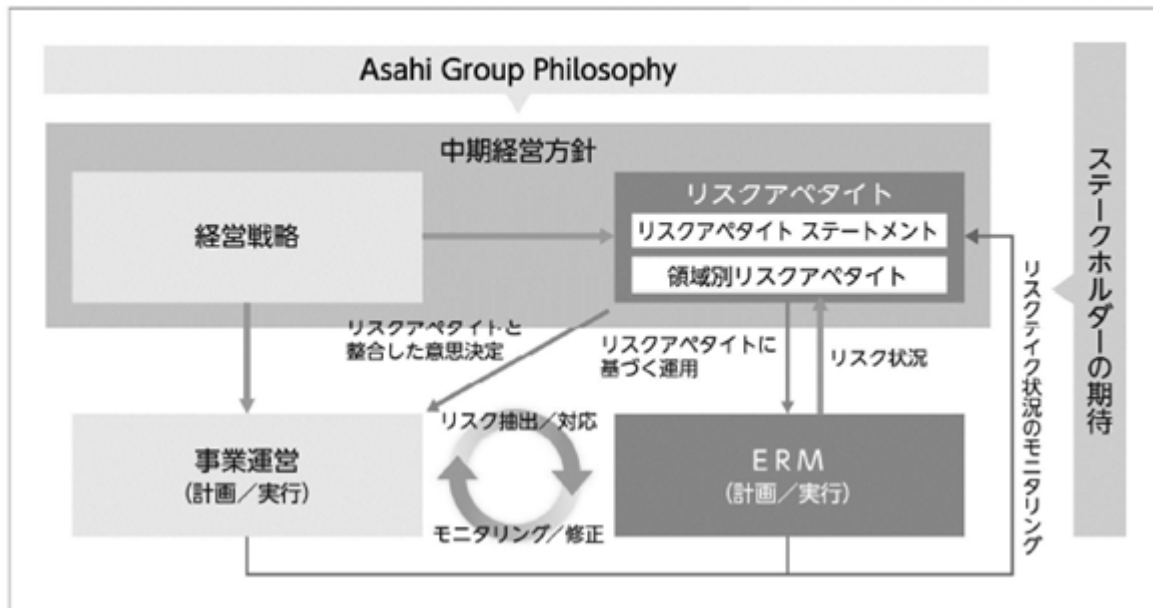 Asahi Group Philosophy
中期経営方針
経営戦略
リスクアペタイト
リスクアペタイト ステートメント
領域別リスクアペタイト
リスクアペタイトと
整合した意思決定
リスクアペタイトに
基づく運用
リスク状況
リスク抽出／対応
事業運営
（計画／実行）
モニタリング／修正
ERM
（計画／実行）
リスクテイク状況のモニタリング
ステークホルダーの期待